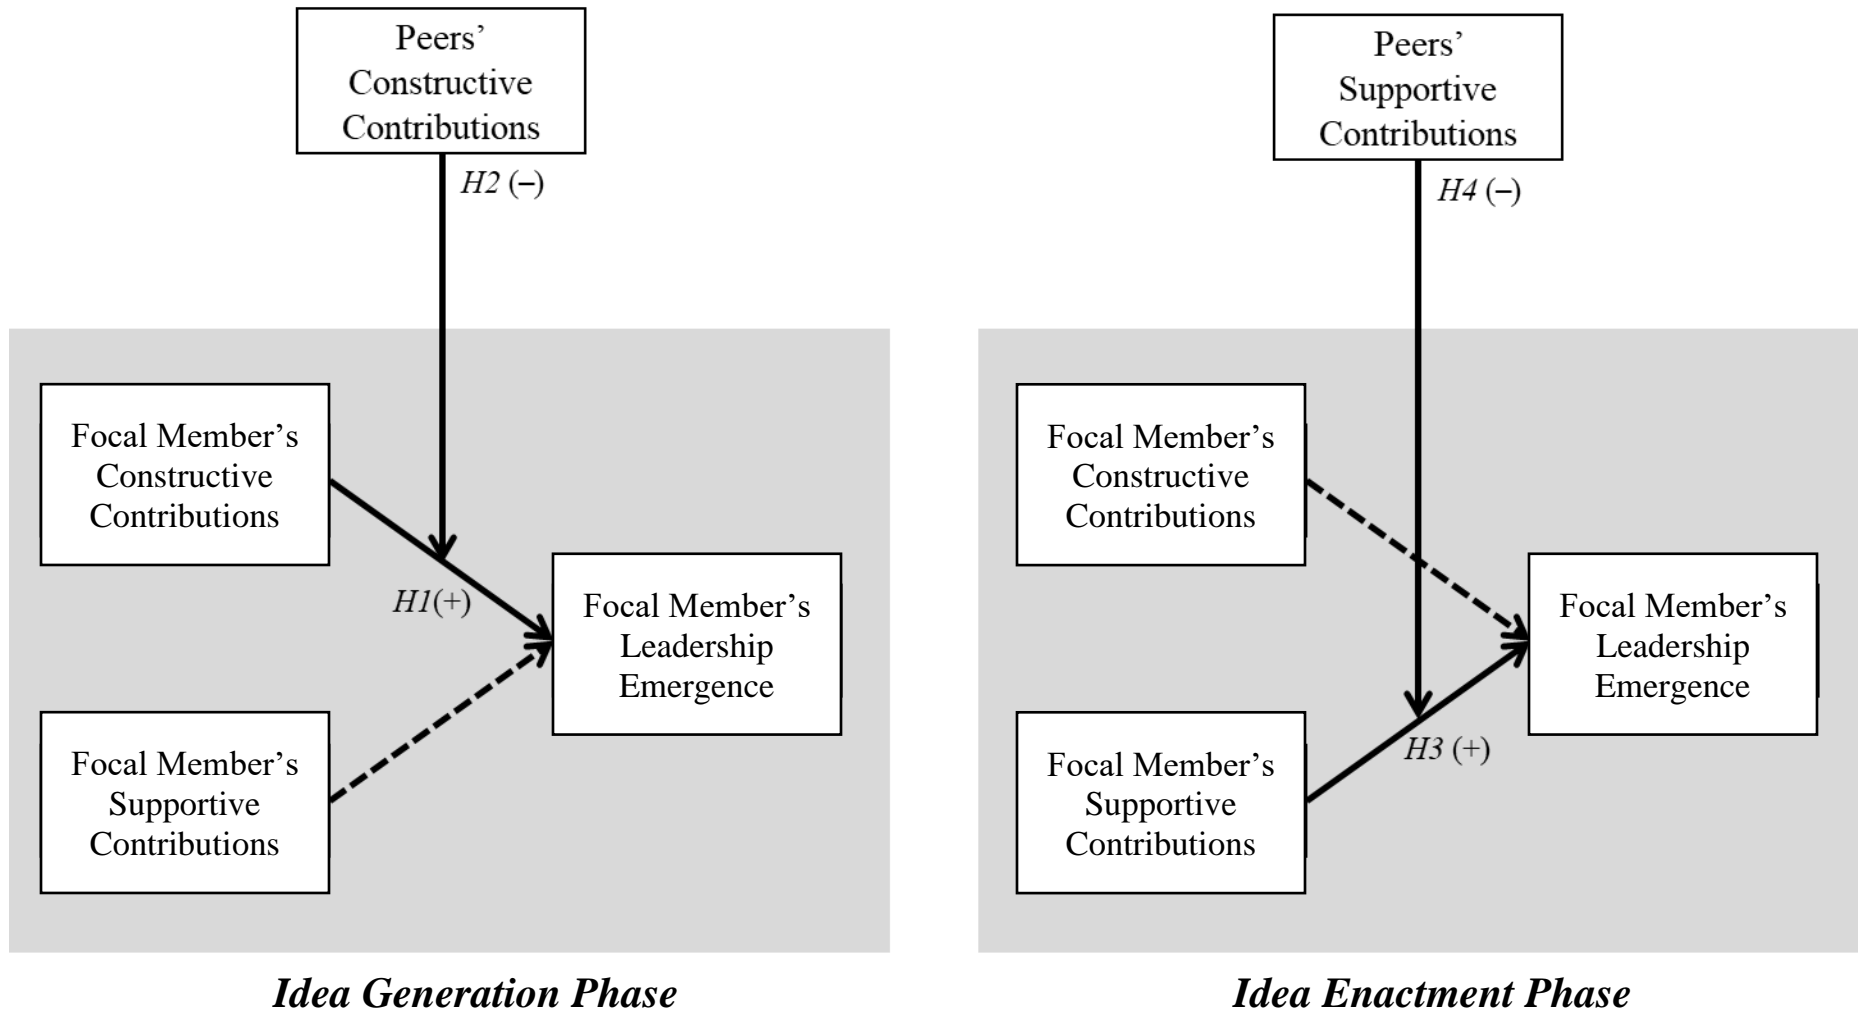 Peers’
Constructive
Contributions
H2 (–)
Focal Member’s
Constructive
Contributions
H1(+)
Focal Member’s
Leadership
Emergence
Focal Member’s
Supportive
Contributions
Idea Generation Phase
Peers’
Supportive
Contributions
H4 (–)
Focal Member’s
Constructive
Contributions
Focal Member’s
Leadership
Emergence
H3 (+)
Focal Member’s
Supportive
Contributions
Idea Enactment Phase